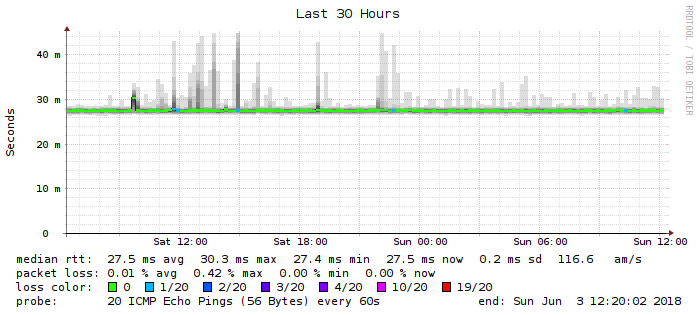 Last 30 Hours
RRDTOOL / TOBI OETIKER
Seconds
40 m
30 m
20 m
10 m
0
Sat 12:00 Sat 18:00 Sun 00:00 Sun 06:00 Sun 12:00
median rtt: 27.5 ms avg 30.3 ms max 27.4 ms min 27.5 ms now 0.2 ms sd 116.6 am/s
packet loss: 0.01 % avg 0.42 % max 0.00 % min 0.00 % now
loss color: 0 1/20 2/20 3/20 4/20 10/20 19/20
probe: 20 ICMP Echo Pings (56 Bytes) every 60s end: Sun Jun 3 12:20:02 2018